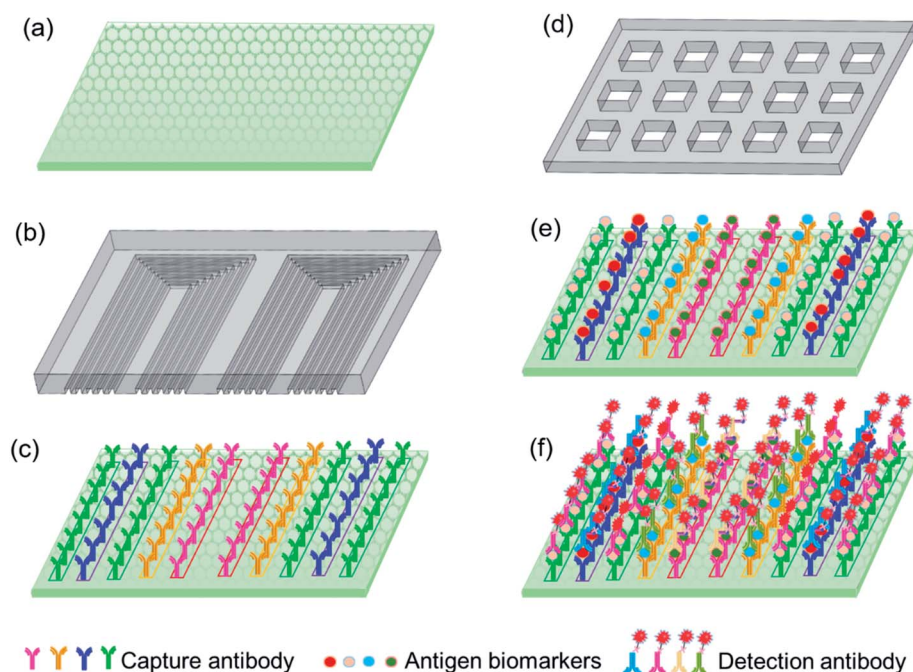 (a)
(b)
(c)
(d)
(e)
(f)
Capture antibody
Antigen biomarkers
Detection antibody